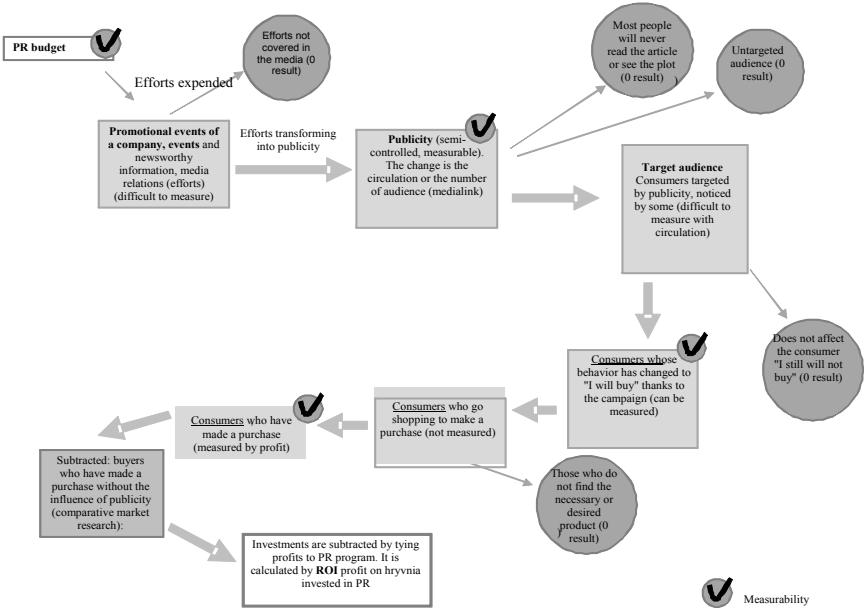 PR budget
Efforts expended
Efforts not
covered in
the media (0
result)
Most people
will never
read the article
or see the plot
(0 result) )
Untargeted
audience (0
result)
Promotional events of
a company, events and
newsworthy
information, media
relations (efforts)
(difficult to measure)
Efforts transforming
into publicity
Publicity (semi-
controlled, measurable).
The change is the
circulation or the number
of audience (medialink)
Target audience
Consumers targeted
by publicity, noticed
by some (difficult to
measure with
circulation)
Does not affect
the consumer
"I still will not
buy" (0 result)
Consumers whose
behavior has changed to
"I will buy" thanks to
the campaign (can be
measured)
Consumers who go
shopping to make a
purchase (not measured)
Consumers who have
made a purchase
(measured by profit)
Those who do
not find the
necessary or
desired
product (0
) result)
Subtracted: buyers
who have made a
purchase without the
influence of publicity
(comparative market
research):
Investments are subtracted by tying
profits to PR program. It is
calculated by ROI profit on hryvnia
invested in PR
Measurability